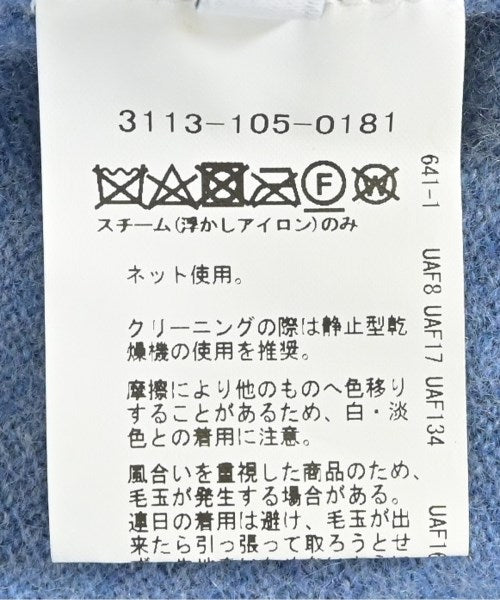 3113-105-0181
F W
スチーム(浮かしアイロン)のみ
ネット使用。
クリーニングの際は静止型乾
燥機の使用を推奨。
摩擦により他のものへ色移り
することがあるため、白・淡
色との着用に注意。
風合いを重視した商品のため、
毛玉が発生する場合がある。
連日の着用は避け、毛玉が出
来たら引っ張って取ろうとせ
641-1 UAF8 UAF17 UAF134